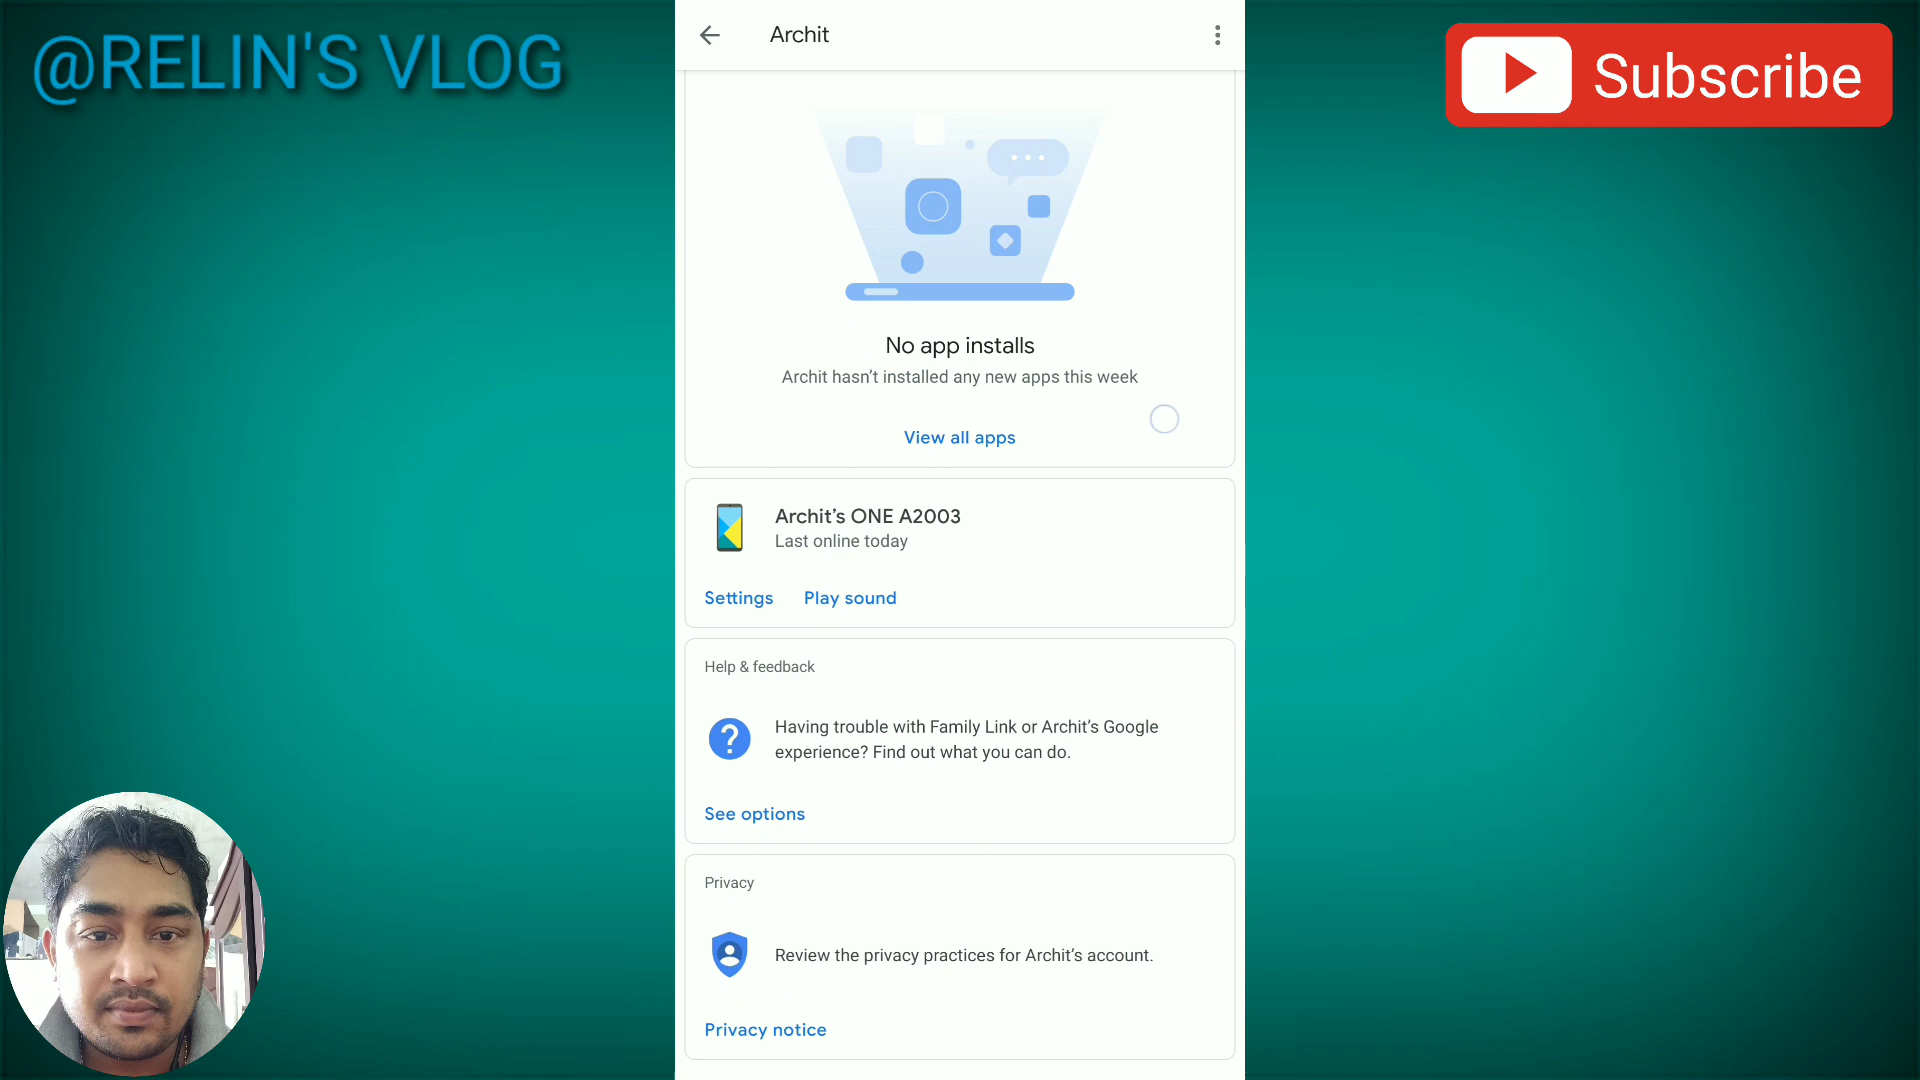 @RELIN'S VLOG
Archit
Subscribe
No app installs
Archit hasn't installed any new apps this week
View all apps
Archit's ONE A2003
Last online today
Settings
Play sound
Help & feedback
Having trouble with Family Link or Archit's Google
experience? Find out what you can do.
See options
Privacy
Review the privacy practices for Archit's account.
Privacy notice